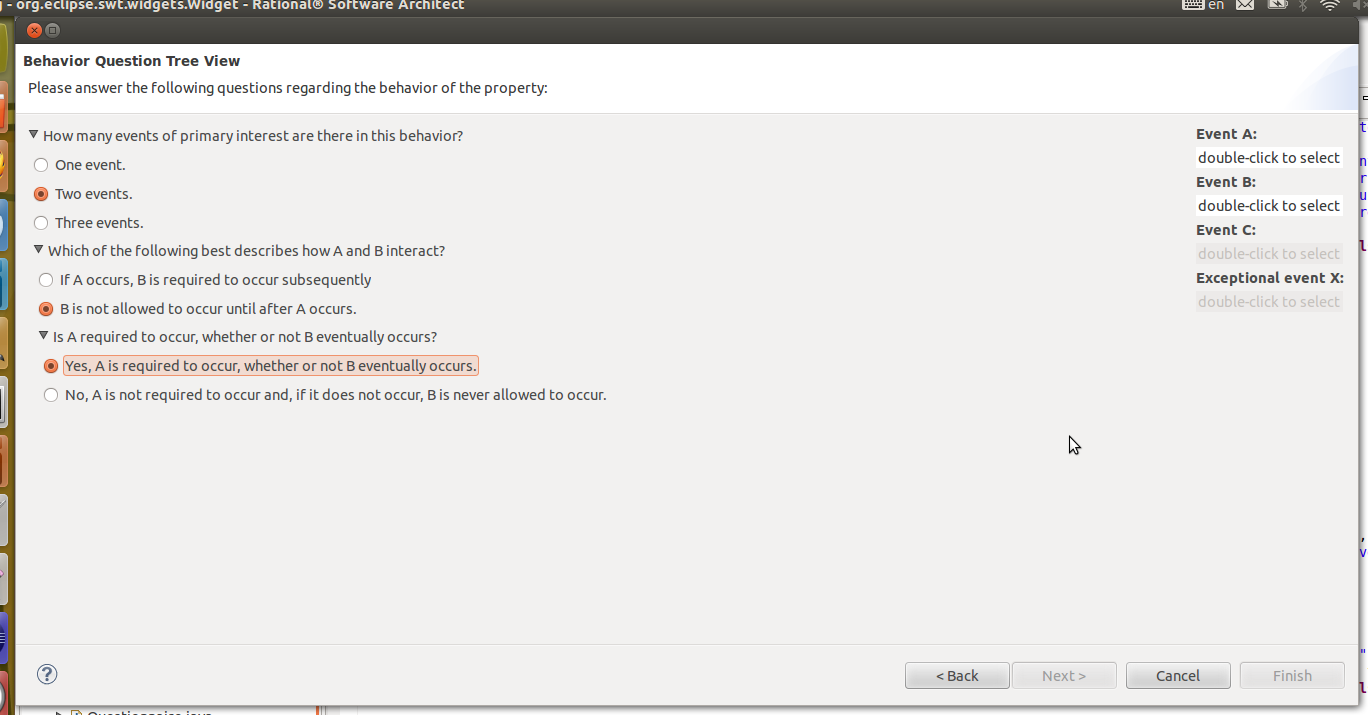 - org.eclipse.swt.widgets.Widget - Rational® Software Architect
en
Behavior Question Tree View
Please answer the following questions regarding the behavior of the property:
How many events of primary interest are there in this behavior?
One event.
Two events.
Three events.
Which of the following best describes how A and B interact?
If A occurs, B is required to occur subsequently
B is not allowed to occur until after A occurs.
Is A required to occur, whether or not B eventually occurs?
Yes, A is required to occur, whether or not B eventually occurs.
No, A is not required to occur and, if it does not occur, B is never allowed to occur.
Event A:
double-click to select
Event B:
double-click to select
Event C:
double-click to select
Exceptional event X:
double-click to select
?
< Back
Next >
Cancel
Finish